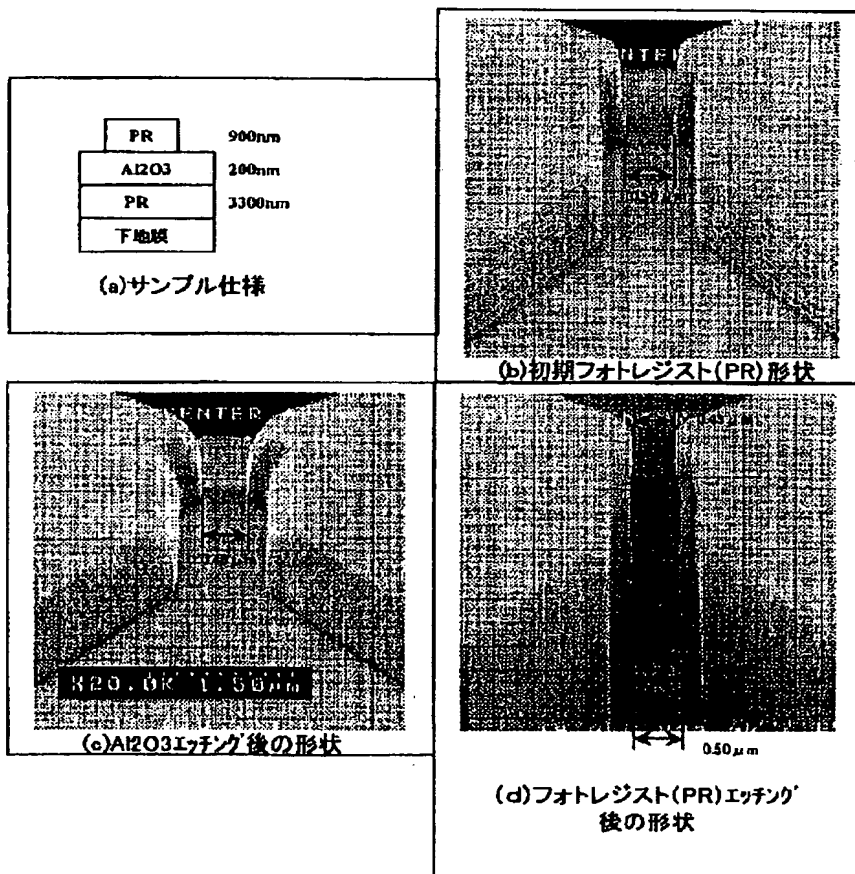 PR 900nm
Al2O3 200nm
PR 3300nm
下地膜
(a)サンプル仕様
(b)初期フォトレジスト(PR)形状
ENTER
X20.0K 1.50μm
(c)Al2O3エッチング後の形状
0.50μm
(d)フォトレジスト(PR)エッチング
後の形状